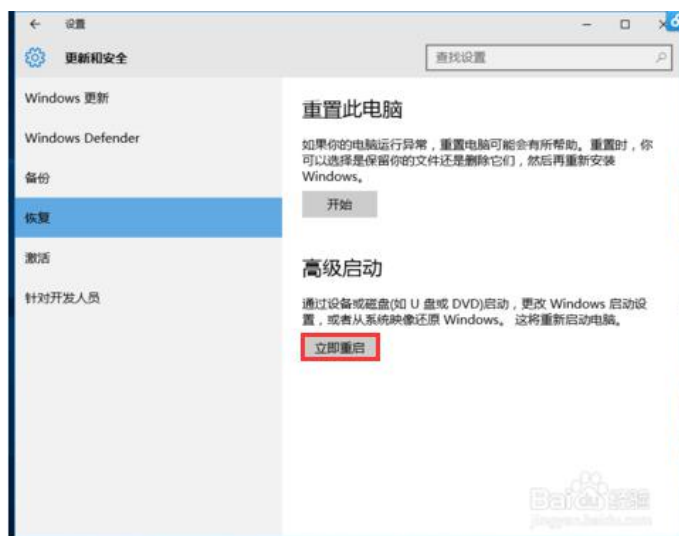 设置
更新和安全
查找设置
Windows 更新
Windows Defender
备份
恢复
激活
针对开发人员
重置此电脑
如果你的电脑运行异常，重置电脑可能会有所帮助。重置时，你
可以选择是保留你的文件还是删除它们，然后再重新安装
Windows。
开始
高级启动
通过设备或磁盘(如 U 盘或 DVD)启动，更改 Windows 启动设
置，或者从系统映像还原 Windows。 这将重新启动电脑。
立即重启
Baidu 经验
jingyan.baidu.com